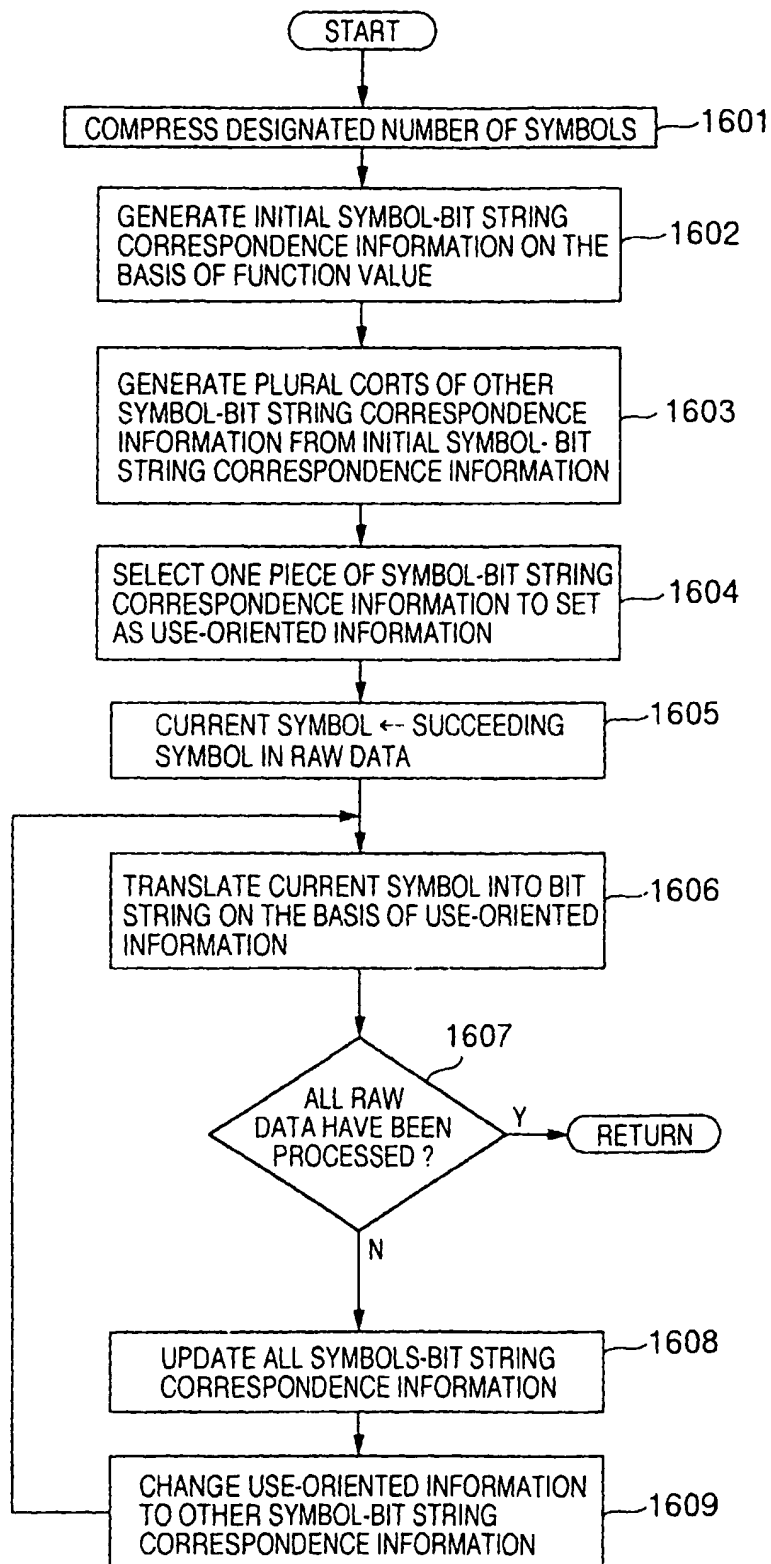 START
COMPRESS DESIGNATED NUMBER OF SYMBOLS
1601
GENERATE INITIAL SYMBOL-BIT STRING
CORRESPONDENCE INFORMATION ON THE
BASIS OF FUNCTION VALUE
1602
GENERATE PLURAL CORTS OF OTHER
SYMBOL-BIT STRING CORRESPONDENCE
INFORMATION FROM INITIAL SYMBOL- BIT
STRING CORRESPONDENCE INFORMATION
1603
SELECT ONE PIECE OF SYMBOL-BIT STRING
CORRESPONDENCE INFORMATION TO SET
AS USE-ORIENTED INFORMATION
1604
CURRENT SYMBOL ← SUCCEEDING
SYMBOL IN RAW DATA
1605
TRANSLATE CURRENT SYMBOL INTO BIT
STRING ON THE BASIS OF USE-ORIENTED
INFORMATION
1606
1607
ALL RAW
DATA HAVE BEEN
PROCESSED ?
Y
RETURN
N
UPDATE ALL SYMBOLS-BIT STRING
CORRESPONDENCE INFORMATION
1608
CHANGE USE-ORIENTED INFORMATION
TO OTHER SYMBOL-BIT STRING
CORRESPONDENCE INFORMATION
1609